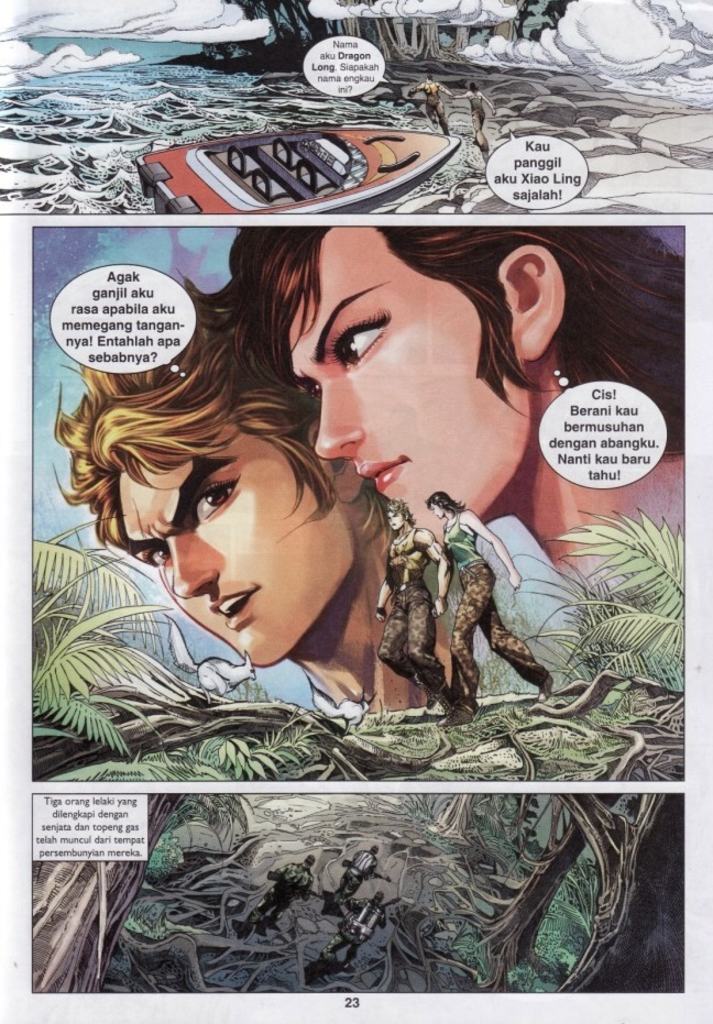 Nama
aku Dragon
Long. Siapakah
nama engkau
ini?
Kau
panggil
aku Xiao Ling
sajalah!
Agak
ganjil aku
rasa apabila aku
memegang tangan-
nya! Entahlah apa
sebabnya?
Cis!
Berani kau
bermusuhan
dengan abangku.
Nanti kau baru
tahu!
Tiga orang lelaki yang
dilengkapi dengan
senjata dan topeng gas
telah muncul dari tempat
persembunyian mereka.
23